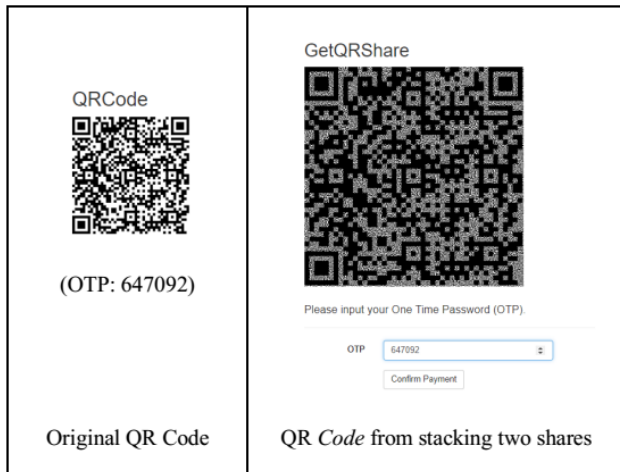 QRCode
(OTP: 647092)
Original QR Code
GetQRShare
Please input your One Time Password (OTP).
OTP
647092
Confirm Payment
QR Code from stacking two shares